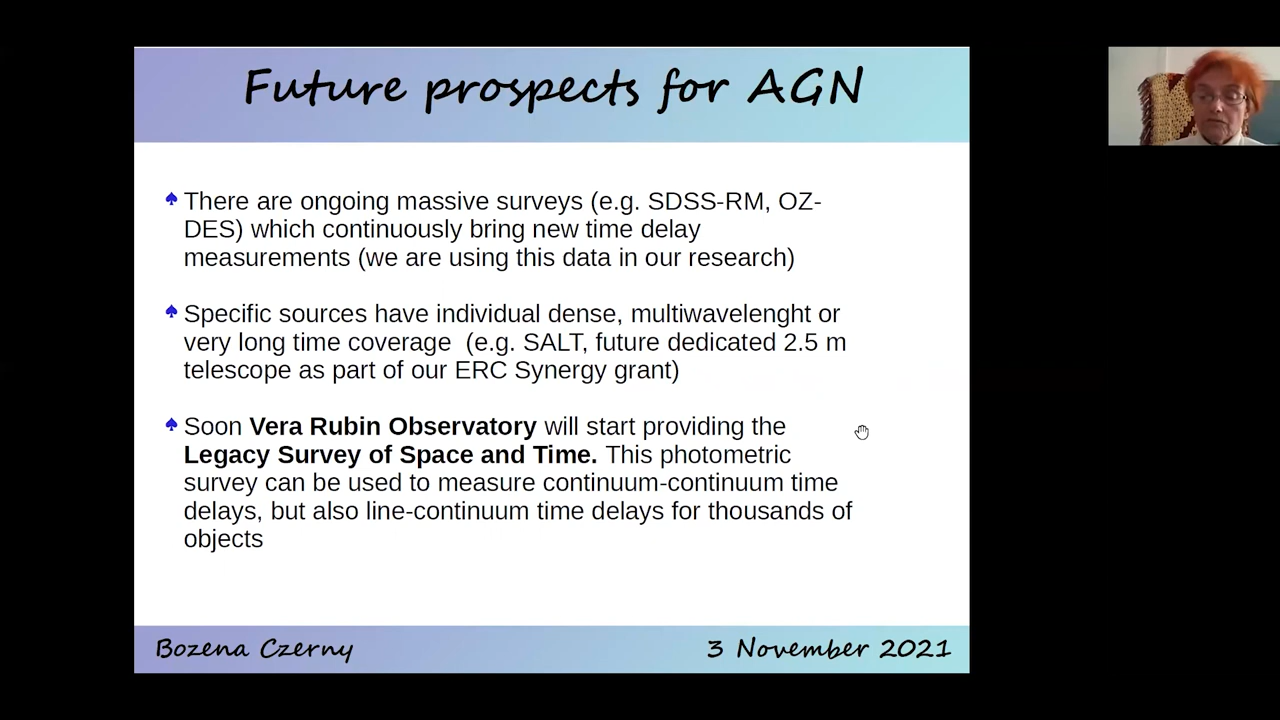 Future prospects for AGN
There are ongoing massive surveys (e.g. SDSS-RM, OZ-
DES) which continuously bring new time delay
measurements (we are using this data in our research)
Specific sources have individual dense, multiwavelenght or
very long time coverage (e.g. SALT, future dedicated 2.5 m
telescope as part of our ERC Synergy grant)
Soon Vera Rubin Observatory will start providing the
Legacy Survey of Space and Time. This photometric
survey can be used to measure continuum-continuum time
delays, but also line-continuum time delays for thousands of
objects
Bozena Czerny
3 November 2021